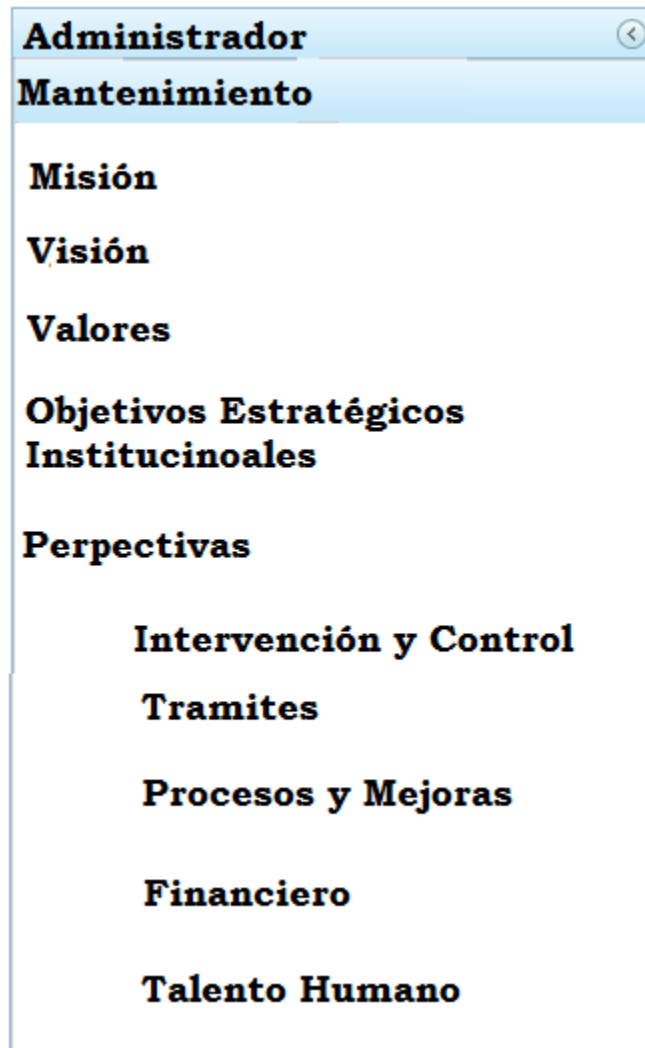 Administrador
Mantenimiento
Misión
Visión
Valores
Objetivos Estratégicos
Institucinoales
Perpectivas
Intervención y Control
Tramites
Procesos y Mejoras
Financiero
Talento Humano